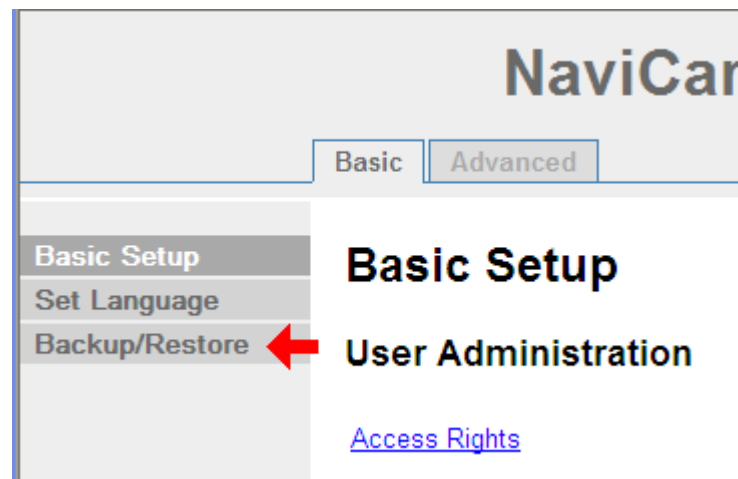 NaviCar
Basic Advanced
Basic Setup
Set Language
Backup/Restore
Basic Setup
User Administration
Access Rights